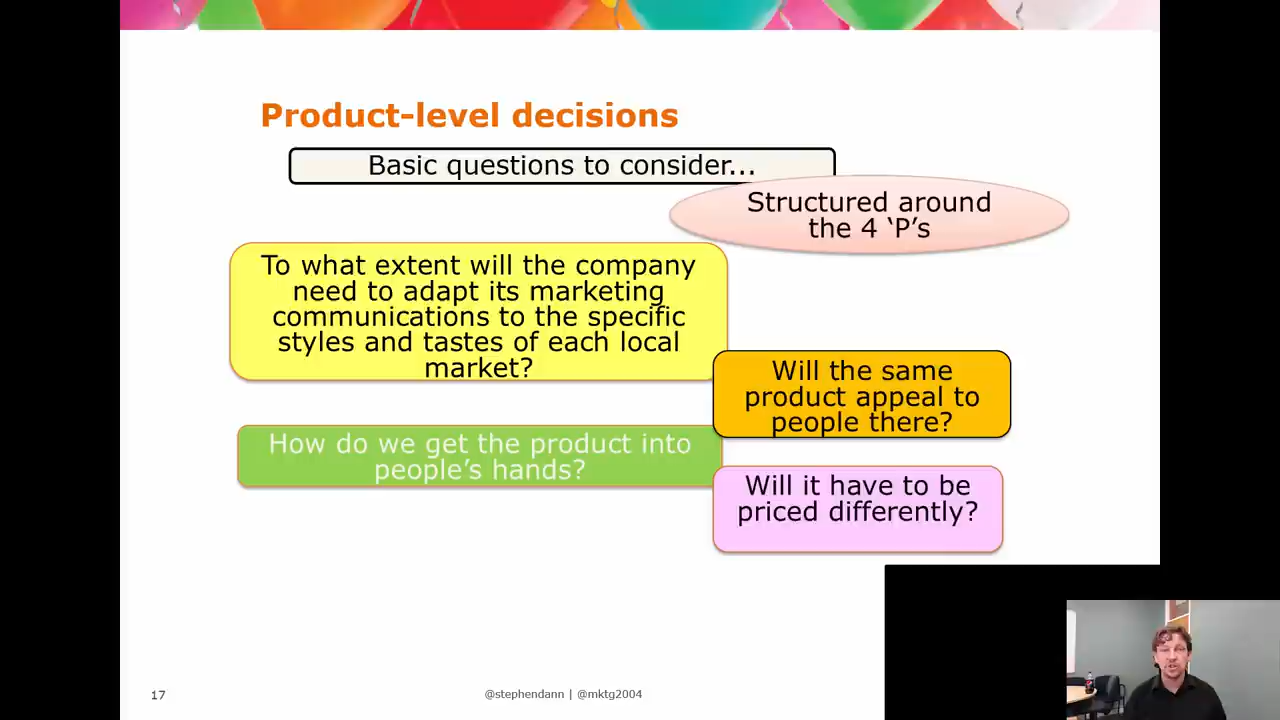 Product-level decisions
Basic questions to consider...
Structured around
the 4 ‘P’s
To what extent will the company
need to adapt its marketing
communications to the specific
styles and tastes of each local
market?
Will the same
product appeal to
people there?
How do we get the product into
people’s hands?
Will it have to be
priced differently?
17
@stephendann | @mktg2004